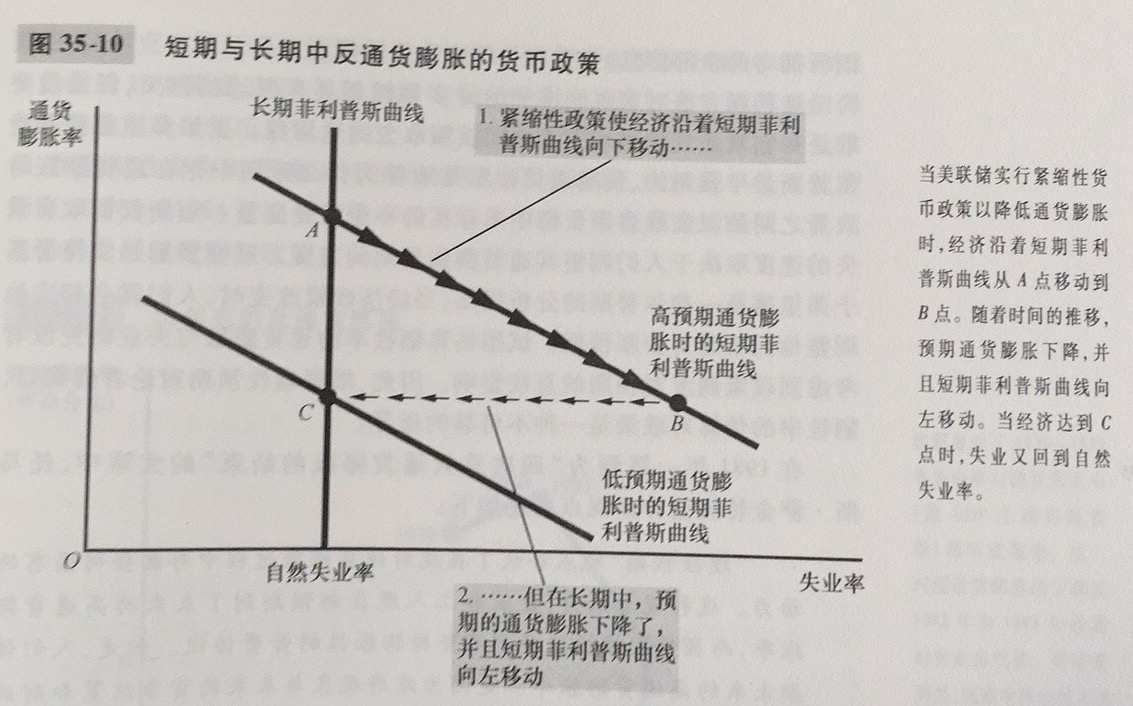 图 35-10 短期与长期中反通货膨胀的货币政策
通货
膨胀率
长期菲利普斯曲线
1. 紧缩性政策使经济沿着短期菲利
普斯曲线向下移动……
A
高预期通货膨
胀时的短期菲
利普斯曲线
C
B
低预期通货膨
胀时的短期菲
利普斯曲线
O
自然失业率
失业率
2. ……但在长期中，预
期的通货膨胀下降了，
并且短期菲利普斯曲线
向左移动
当美联储实行紧缩性货
币政策以降低通货膨胀
时，经济沿着短期菲利
普斯曲线从 A 点移动到
B 点。随着时间的推移，
预期通货膨胀下降，并
且短期菲利普斯曲线向
左移动。当经济达到 C
点时，失业又回到自然
失业率。